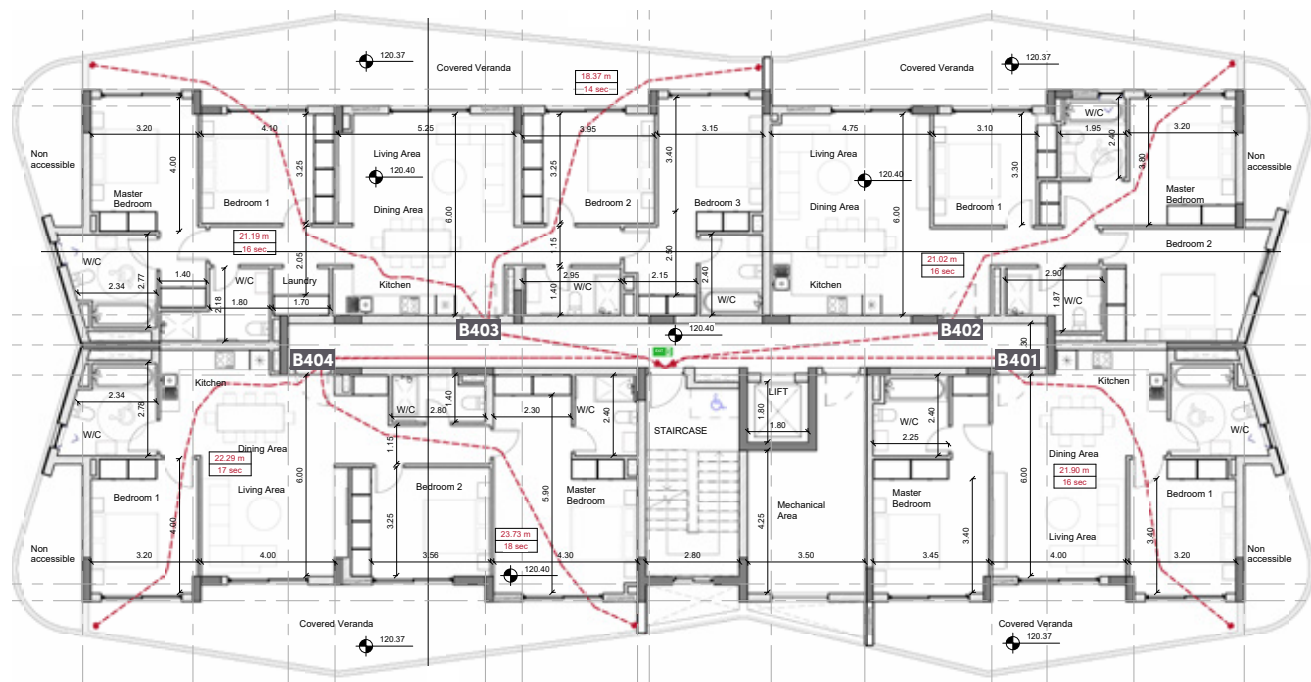 120.37
Covered Veranda
18.37 m
14 sec
Covered Veranda
120.37
W/C
3.20
4.10
5.25
3.95
3.15
4.75
3.10
1.95
3.20
Non
accessible
4.00
3.25
Living Area
120.40
3.25
3.40
Living Area
120.40
3.30
2.40
3.80
Non
accessible
Master
Bedroom
Bedroom 1
Dining Area
6.00
Bedroom 2
Bedroom 3
Dining Area
6.00
Bedroom 1
Master
Bedroom
21.19 m
16 sec
2.05
1.15
2.50
21.02 m
16 sec
Bedroom 2
W/C
2.77
1.40
W/C
Laundry
Kitchen
2.95
2.15
2.40
Kitchen
2.90
2.34
2.18
1.80
1.70
1.40
W/C
W/C
1.87
W/C
B403
120.40
B402
.30
B404
B401
Kitchen
Kitchen
2.34
2.78
W/C
W/C
2.80
1.40
2.30
W/C
2.40
STAIRCASE
LIFT
1.80
1.80
W/C
2.25
2.40
W/C
Dining Area
1.15
Dining Area
22.29 m
17 sec
6.00
21.90 m
16 sec
6.00
Bedroom 1
Living Area
Bedroom 2
5.90
Master
Bedroom
Master
Bedroom
Bedroom 1
4.00
3.25
23.73 m
18 sec
4.25
Mechanical
Area
3.40
Living Area
3.40
Non
accessible
3.20
4.00
3.56
4.30
2.80
3.50
3.45
4.00
3.20
Non
accessible
120.40
Covered Veranda
120.37
Covered Veranda
120.37